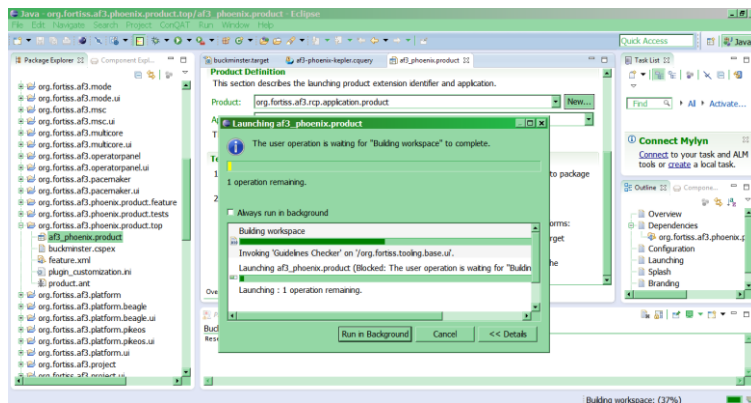 Java - org.fortiss.af3.phoenix.product.top/af3_phoenix.product - Eclipse
File Edit Navigate Search Project ConQAT Run Window Help
Quick Access
Java
Package Explorer
Component Expl...
buckminster.target
af3-phoenix-kepler.cquery
af3_phoenix.product
Task List
org.fortiss.af3.mode
org.fortiss.af3.mode.ui
org.fortiss.af3.msc
org.fortiss.af3.msc.ui
org.fortiss.af3.multicore
org.fortiss.af3.multicore.ui
org.fortiss.af3.operatorpanel
org.fortiss.af3.operatorpanel.ui
org.fortiss.af3.pacemaker
org.fortiss.af3.pacemaker.ui
org.fortiss.af3.phoenix.product.feature
org.fortiss.af3.phoenix.product.tests
org.fortiss.af3.phoenix.product.top
af3_phoenix.product
buckminster.cspex
feature.xml
plugin_customization.ini
product.ant
org.fortiss.af3.platform
org.fortiss.af3.platform.beagle
org.fortiss.af3.platform.beagle.ui
org.fortiss.af3.platform.pikeos
org.fortiss.af3.platform.pikeos.ui
org.fortiss.af3.platform.ui
org.fortiss.af3.project
org.fortiss.af3.project.ui
Product Definition
This section describes the launching product extension identifier and application.
Product:
org.fortiss.af3.rcp.application.product
New...
to package
orms:
rget
he
Launching af3_phoenix.product
The user operation is waiting for "Building workspace" to complete.
1 operation remaining.
Always run in background
Building workspace
Invoking 'Guidelines Checker' on '/org.fortiss.tooling.base.ui'.
Launching af3_phoenix.product (Blocked: The user operation is waiting for "Buildin
Launching : 1 operation remaining.
Run in Background
Cancel
<< Details
Find
All
Activate...
Connect Mylyn
Connect to your task and ALM
tools or create a local task.
Outline
Compone...
Overview
Dependencies
org.fortiss.af3.phoenix.p
Configuration
Launching
Splash
Branding
Building workspace: (37%)